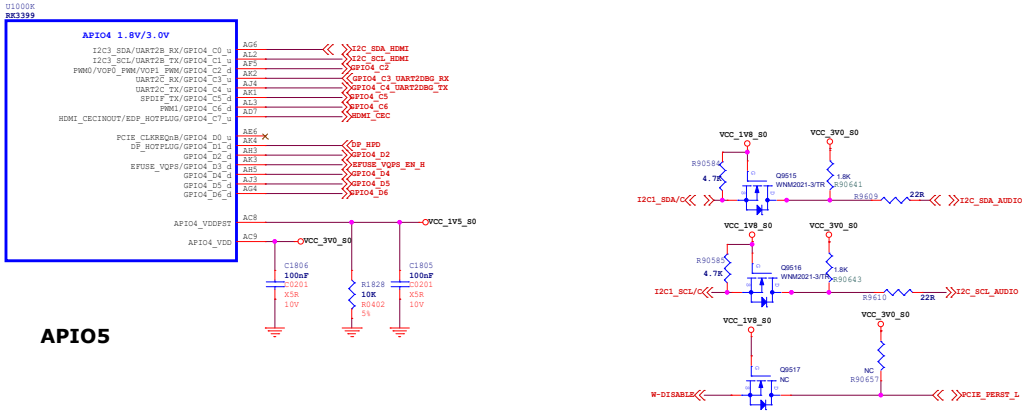 U1000K
RK3399
APIO4 1.8V/3.0V
I2C3_SDA/UART2B_RX/GPIO4_C0_u AG6 I2C_SDA_HDMI
I2C3_SCL/UART2B_TX/GPIO4_C1_u AL2 I2C_SCL_HDMI
PWM0/VOP0_PWM/VOP1_PWM/GPIO4_C2_d AF5 GPIO4_C2
UART2C_RX/GPIO4_C3_u AK2 GPIO4_C3_UART2DBG_RX
UART2C_TX/GPIO4_C4_u AJ4 GPIO4_C4_UART2DBG_TX
SPDIF_TX/GPIO4_C5_d AK1 GPIO4_C5
PWM1/GPIO4_C6_d AL3 GPIO4_C6
HDMI_CECINOUT/EDP_HOTPLUG/GPIO4_C7_u AD7 HDMI_CEC
PCIE_CLKREQnB/GPIO4_D0_u AE6
DP_HOTPLUG/GPIO4_D1_d AK4 DP_HPD
GPIO4_D2_d AH3 GPIO4_D2
EFUSE_VQPS/GPIO4_D3_d AK3 EFUSE_VQPS_EN_H
GPIO4_D4_d AH5 GPIO4_D4
GPIO4_D5_d AJ3 GPIO4_D5
GPIO4_D6_d AG4 GPIO4_D6
APIO4_VDDPST AC8 VCC_1V5_S0
APIO4_VDD AC9 VCC_3V0_S0
C1806
100nF
C0201
X5R
10V
R1828
10K
R0402
5%
C1805
100nF
C0201
X5R
10V
APIO5
VCC_1V8_S0 VCC_3V0_S0
R90584
4.7K
G
S
D
Q9515
WNM2021-3/TR
1.8K
R90641
R9609 22R
I2C1_SDA/C I2C_SDA_AUDIO
VCC_1V8_S0 VCC_3V0_S0
R90585
4.7K
G
S
D
Q9516
WNM2021-3/TR
1.8K
R90643
R9610 22R
I2C1_SCL/C I2C_SCL_AUDIO
VCC_1V8_S0 VCC_3V0_S0
G
S
D
Q9517
NC
NC
R90657
W-DISABLE PCIE_PERST_L